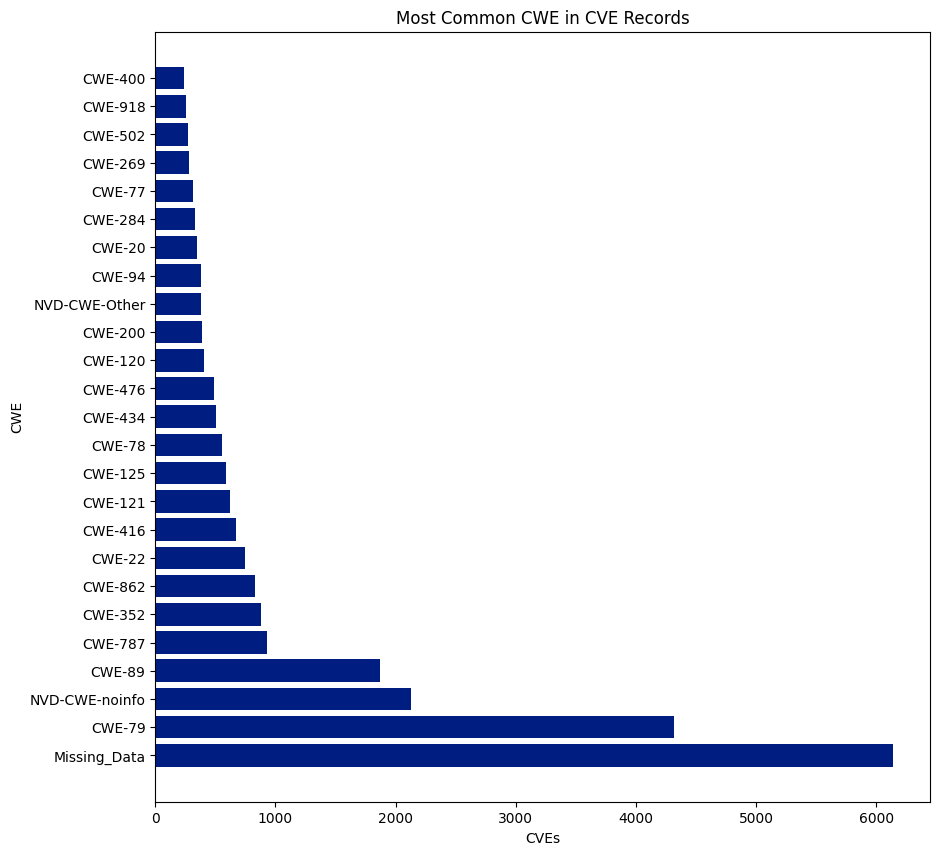 Most Common CWE in CVE Records
CWE-400
CWE-918
CWE-502
CWE-269
CWE-77
CWE-284
CWE-20
CWE-94
NVD-CWE-Other
CWE-200
CWE-120
CWE-476
CWE-434
CWE-78
CWE-125
CWE-121
CWE-416
CWE-22
CWE-862
CWE-352
CWE-787
CWE-89
NVD-CWE-noinfo
CWE-79
Missing_Data
CWE
0 1000 2000 3000 4000 5000 6000
CVEs